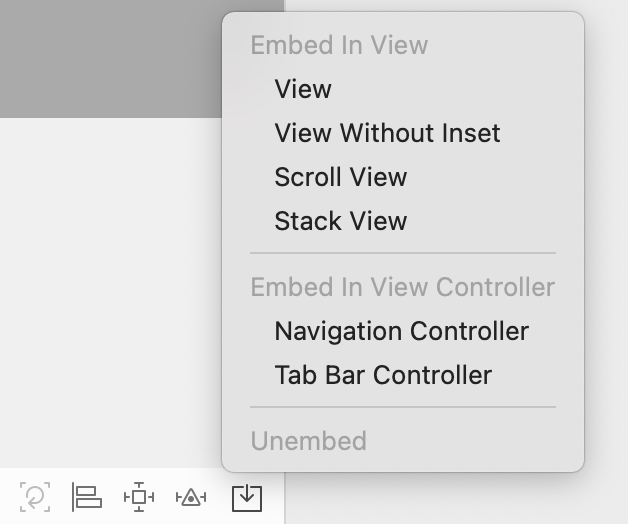 Embed In View
View
View Without Inset
Scroll View
Stack View
Embed In View Controller
Navigation Controller
Tab Bar Controller
Unembed